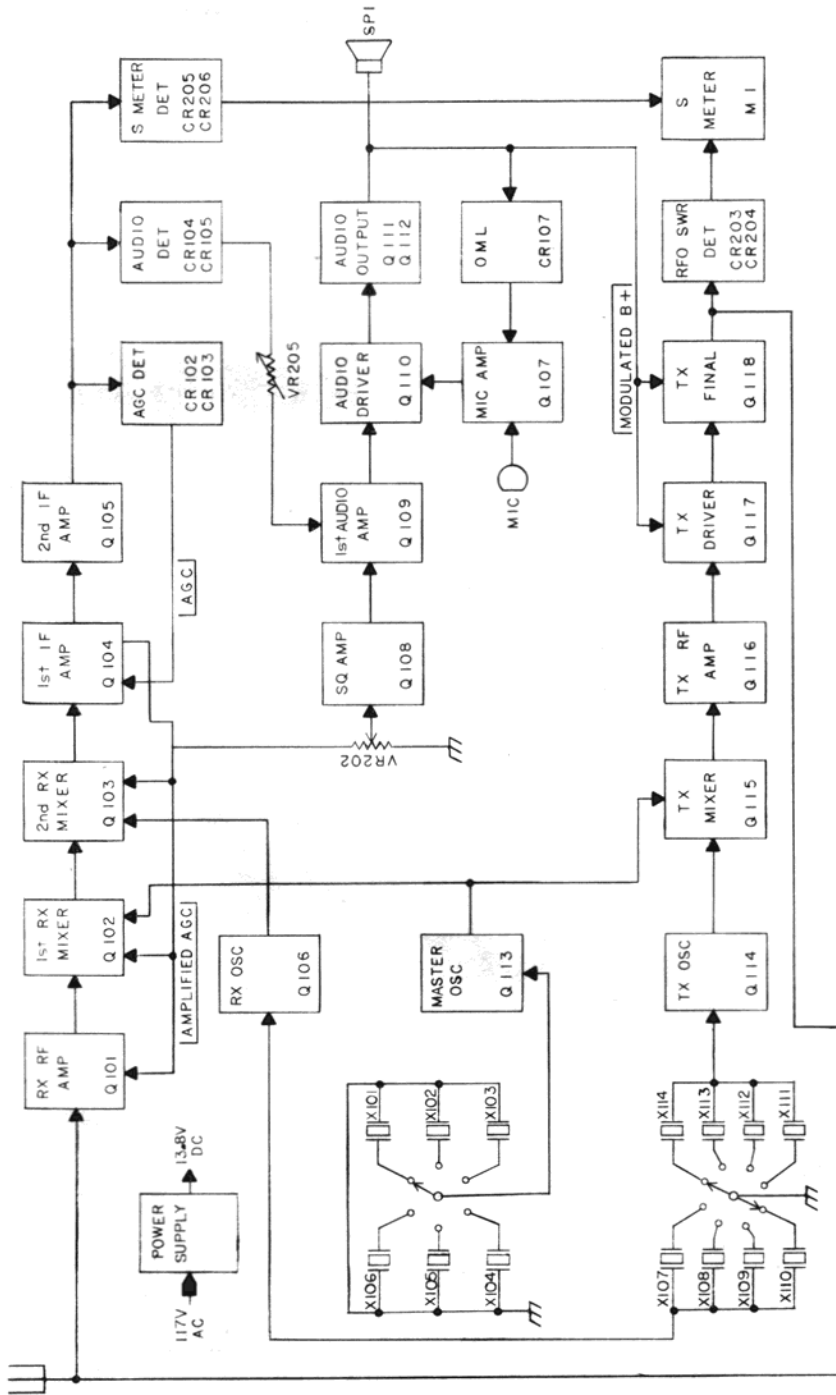 RX RF
AMP
Q101
1st RX
MIXER
Q102
2nd RX
MIXER
Q103
1st IF
AMP
Q104
2nd IF
AMP
Q105
AGC DET
CR102
CR103
AUDIO
DET
CR104
CR105
S METER
DET
CR205
CR206
AMPLIFIED AGC
AGC
POWER
SUPPLY
117V
AC
13.8V
DC
RX OSC
Q106
VR202
SQ AMP
Q108
1st AUDIO
AMP
Q109
VR205
AUDIO
DRIVER
Q110
AUDIO
OUTPUT
Q111
Q112
SP1
MIC
MIC AMP
Q107
OML
CR107
MASTER
OSC
Q113
X106
X105
X104
X101
X102
X103
MODULATED B+
X107
X108
X109
X110
X114
X113
X112
X111
TX OSC
Q114
TX
MIXER
Q115
TX RF
AMP
Q116
TX
DRIVER
Q117
TX
FINAL
Q118
RFO SWR
DET
CR203
CR204
S
METER
M1